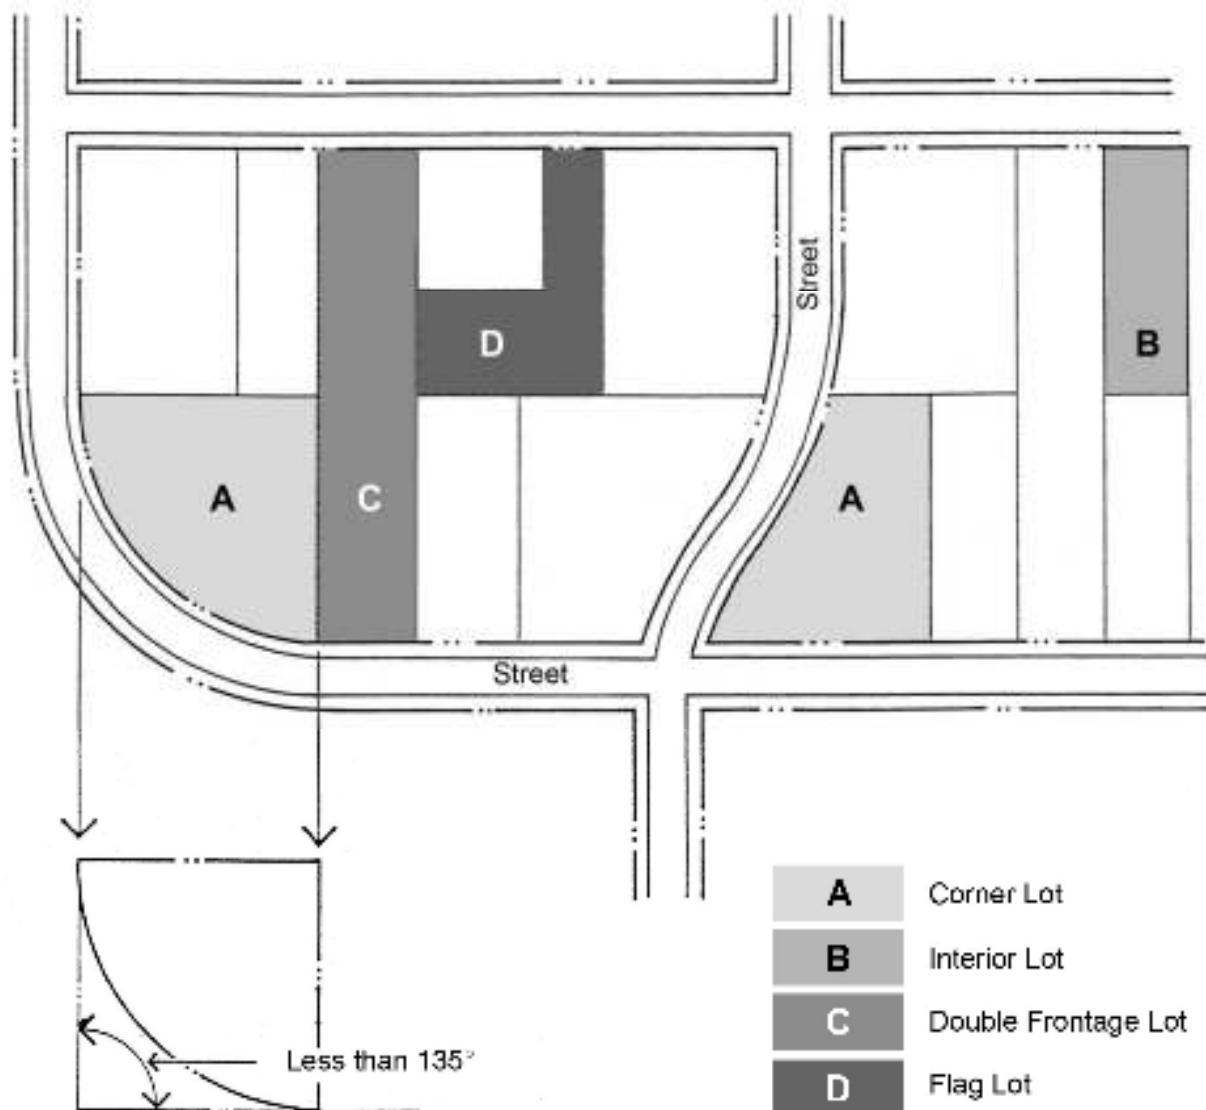 Street
D
B
A
C
A
Street
Less than 135°
A Corner Lot
B Interior Lot
C Double Frontage Lot
D Flag Lot